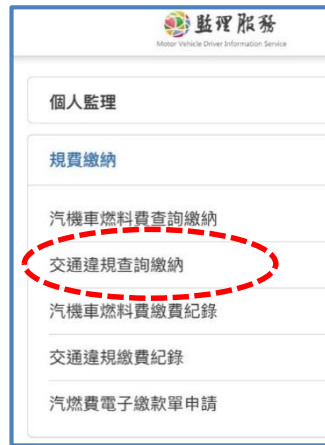 監理服務
Motor Vehicle Driver Information Service
個人監理
規費繳納
汽機車燃料費查詢繳納
交通違規查詢繳納
汽機車燃料費繳費紀錄
交通違規繳費紀錄
汽燃費電子繳款單申請